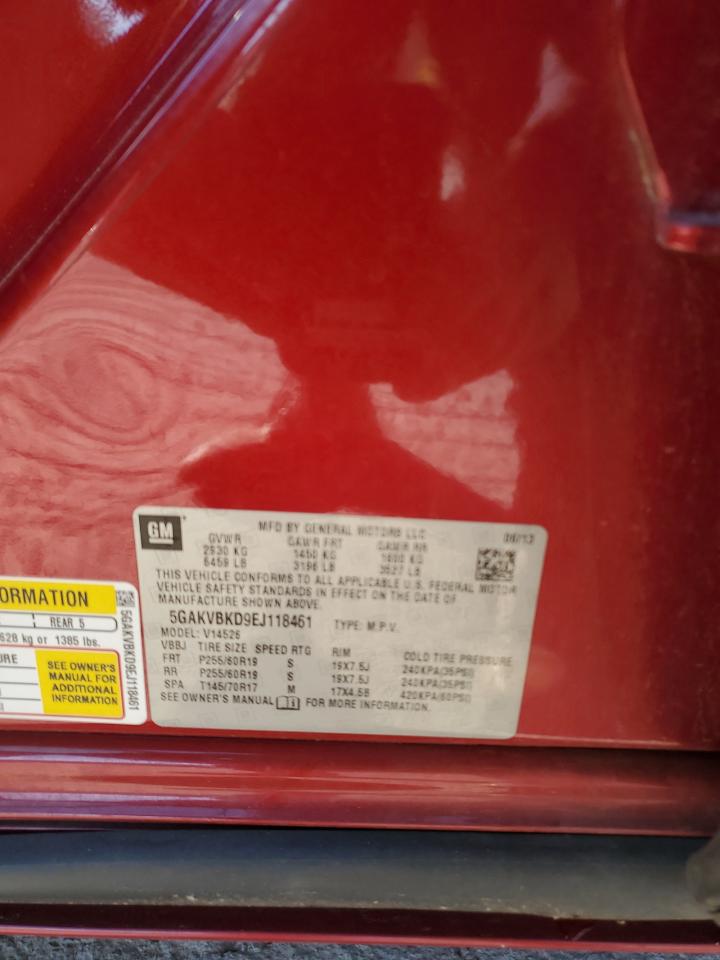 GM MFD BY GENERAL MOTORS LLC 08/13
GVWR GAWR FRT GAWR RR
2930 KG 1450 KG 1600 KG
6459 LB 3196 LB 3527 LB
THIS VEHICLE CONFORMS TO ALL APPLICABLE U.S. FEDERAL MOTOR
VEHICLE SAFETY STANDARDS IN EFFECT ON THE DATE OF
MANUFACTURE SHOWN ABOVE.
5GAKVBKD9EJ118461 TYPE: M.P.V.
MODEL: V14526
VBBJ TIRE SIZE SPEED RTG RIM COLD TIRE PRESSURE
FRT P255/60R19 S 19X7.5J 240KPA(35PSI)
RR P255/60R19 S 19X7.5J 240KPA(35PSI)
SPA T145/70R17 M 17X4.5B 420KPA(60PSI)
SEE OWNER'S MANUAL FOR MORE INFORMATION.
ORMATION
REAR 5
628 kg or 1385 lbs.
URE
SEE OWNER'S
MANUAL FOR
ADDITIONAL
INFORMATION
5GAKVBKD9EJ118461